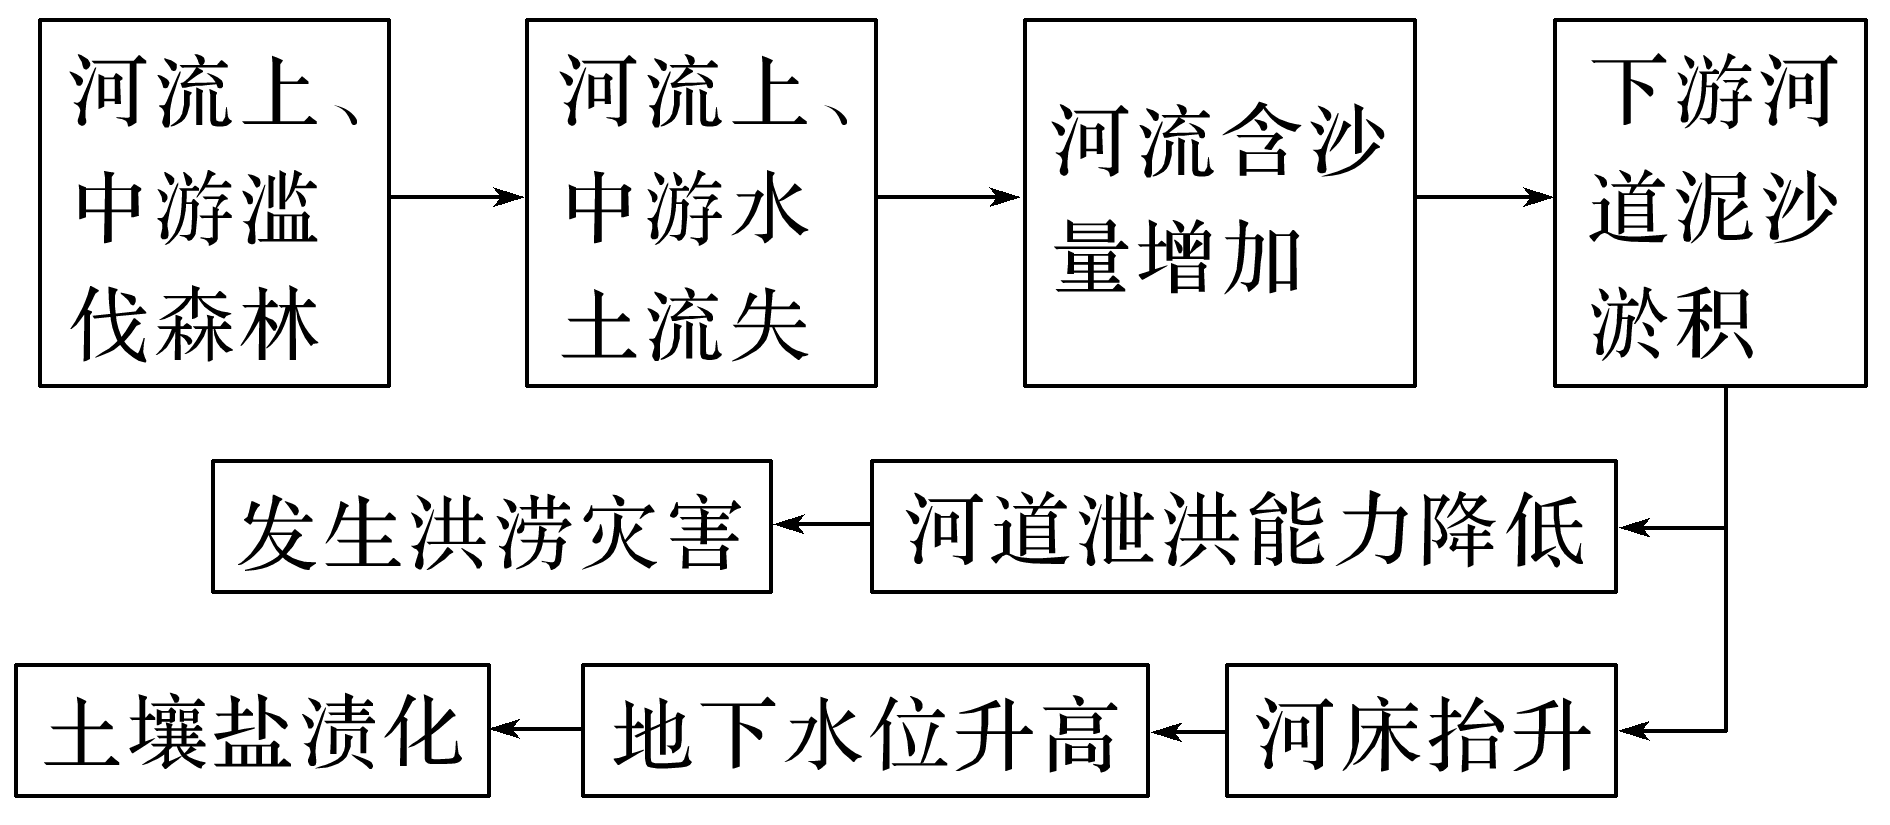 河流上、
中游滥
伐森林
河流上、
中游水
土流失
河流含沙
量增加
下游河
道泥沙
淤积
发生洪涝灾害
河道泄洪能力降低
土壤盐渍化
地下水位升高
河床抬升